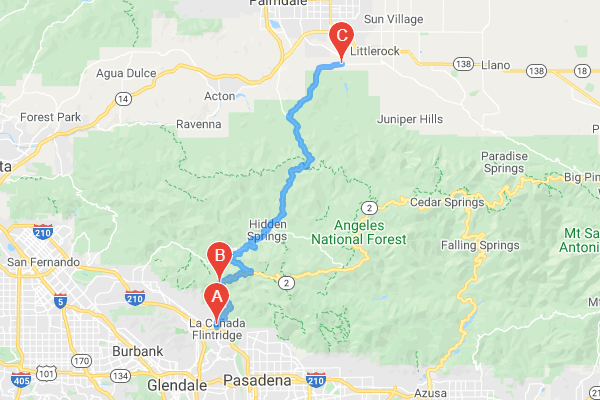 Palmdale
Sun Village
C
Littlerock
138
Llano
138
18
Agua Dulce
14
Acton
Forest Park
Ravenna
Juniper Hills
Paradise
Springs
Big Pin
2
Cedar Springs
Hidden
Springs
Angeles
National Forest
Falling Springs
Mt Sa
Antoni
210
B
San Fernando
2
A
5
210
La Cañada
Flintridge
Burbank
170
101
134
405
Glendale
Pasadena
210
Azusa